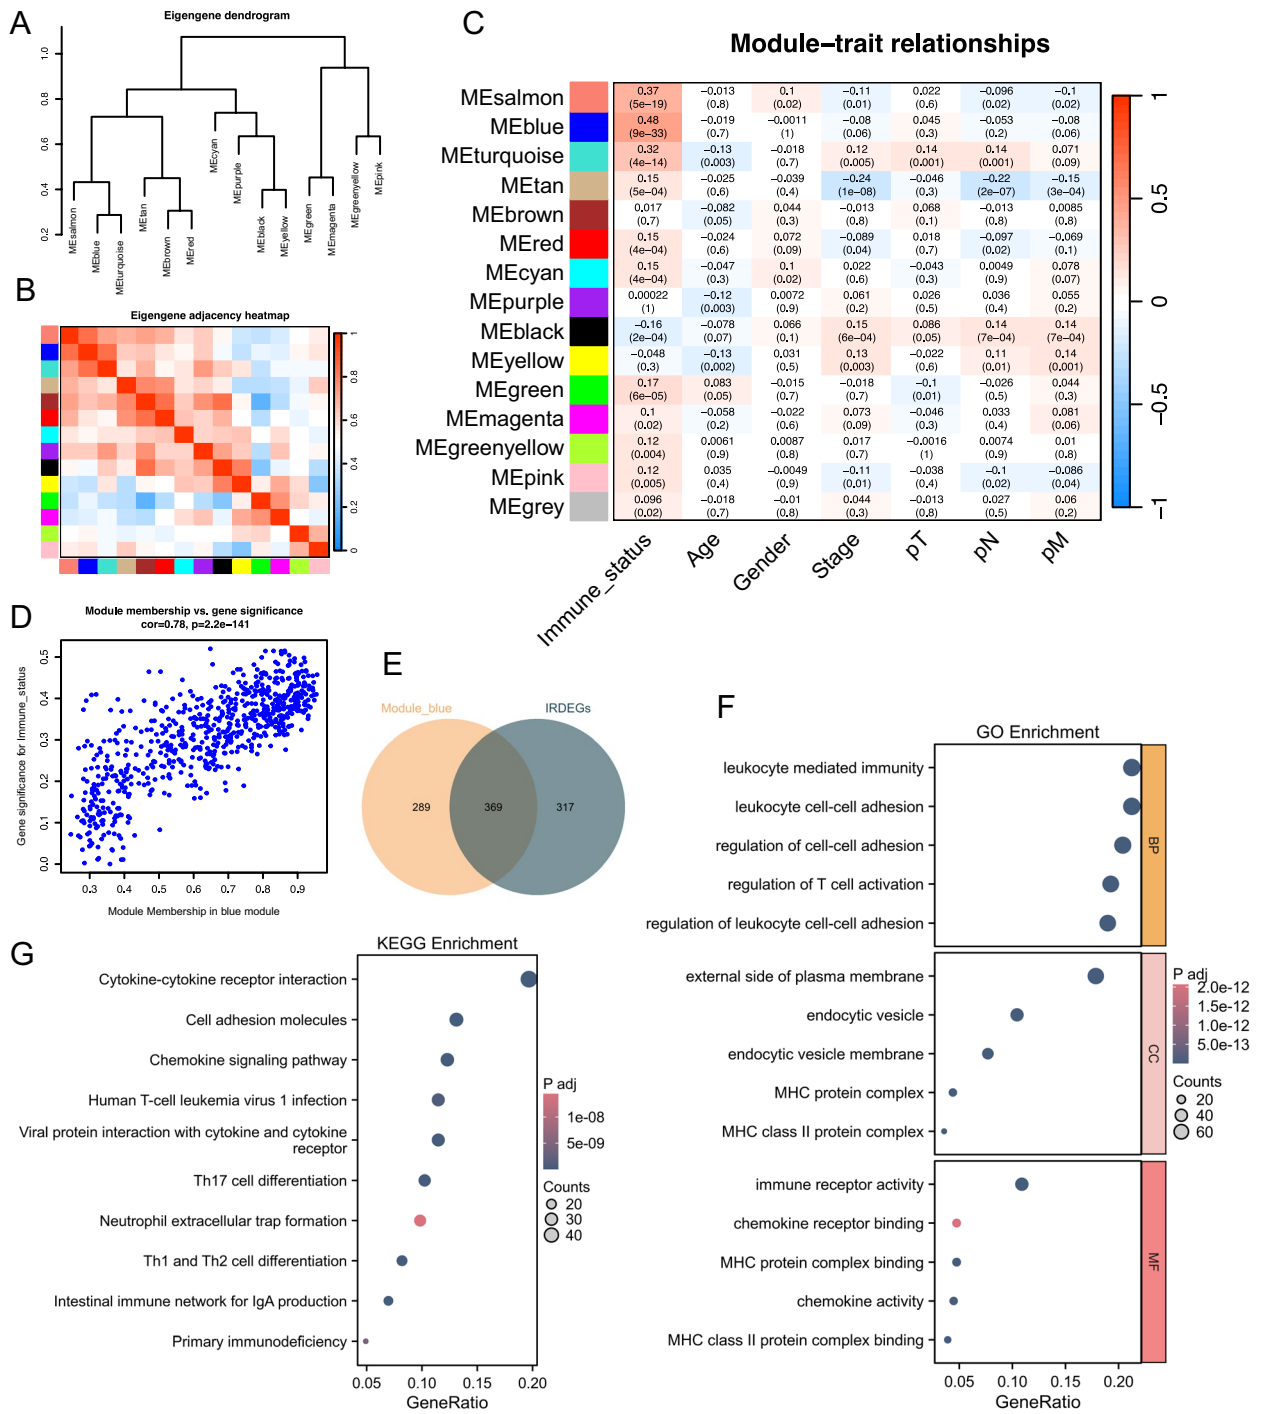 A
Eigengene dendrogram
1.0
0.8
0.6
0.4
0.2
MEsalmon
MEblue
MEturquoise
MEtan
MEbrown
MEred
MEcyan
MEpurple
MEblack
MEyellow
MEgreen
MEmagenta
MEgreenyellow
MEpink
B
Eigengene adjacency heatmap
1
0.8
0.6
0.4
0.2
0
C
Module−trait relationships
MEsalmon 0.37 −0.013 0.1 −0.11 0.022 −0.096 −0.1
(5e−19) (0.8) (0.02) (0.01) (0.6) (0.02) (0.02)
MEblue 0.48 −0.019 −0.0011 −0.08 0.045 −0.053 −0.08
(9e−33) (0.7) (1) (0.06) (0.3) (0.2) (0.06)
MEturquoise 0.32 −0.13 −0.018 0.12 0.14 0.14 0.071
(4e−14) (0.003) (0.7) (0.005) (0.001) (0.001) (0.09)
MEtan 0.15 −0.025 −0.039 −0.24 −0.046 −0.22 −0.15
(5e−04) (0.6) (0.4) (1e−08) (0.3) (2e−07) (3e−04)
MEbrown 0.017 −0.082 0.044 −0.013 0.068 −0.013 0.0085
(0.7) (0.05) (0.3) (0.8) (0.1) (0.8) (0.8)
MEred 0.15 −0.024 0.072 −0.089 0.018 −0.097 −0.069
(4e−04) (0.6) (0.09) (0.04) (0.7) (0.02) (0.1)
MEcyan 0.15 −0.047 0.1 0.022 −0.043 0.0049 0.078
(4e−04) (0.3) (0.02) (0.6) (0.3) (0.9) (0.07)
MEpurple 0.00022 −0.12 0.0072 0.061 0.026 0.036 0.055
(1) (0.003) (0.9) (0.2) (0.5) (0.4) (0.2)
MEblack −0.16 −0.078 0.066 0.15 0.086 0.14 0.14
(2e−04) (0.07) (0.1) (6e−04) (0.05) (7e−04) (7e−04)
MEyellow −0.048 −0.13 0.031 0.13 −0.022 0.11 0.14
(0.3) (0.002) (0.5) (0.003) (0.6) (0.01) (0.001)
MEgreen 0.17 0.083 −0.015 −0.018 −0.1 −0.026 0.044
(6e−05) (0.05) (0.7) (0.7) (0.01) (0.5) (0.3)
MEmagenta 0.1 −0.058 −0.022 0.073 −0.046 0.033 0.081
(0.02) (0.2) (0.6) (0.09) (0.3) (0.4) (0.06)
MEgreenyellow 0.12 0.0061 0.0087 0.017 −0.0016 0.0074 0.01
(0.004) (0.9) (0.8) (0.7) (1) (0.9) (0.8)
MEpink 0.12 0.035 −0.0049 −0.11 −0.038 −0.1 −0.086
(0.005) (0.4) (0.9) (0.01) (0.4) (0.02) (0.04)
MEgrey 0.096 −0.018 −0.01 0.044 −0.013 0.027 0.06
(0.02) (0.7) (0.8) (0.3) (0.8) (0.5) (0.2)
Immune_status Age Gender Stage pT pN pM
1
0.5
0
−0.5
−1
D
Module membership vs. gene significance
cor=0.78, p=2.2e−141
Gene significance for Immune_status
0.5
0.4
0.3
0.2
0.1
0.0
0.3 0.4 0.5 0.6 0.7 0.8 0.9
Module Membership in blue module
E
Module_blue IRDEGs
289 369 317
F
GO Enrichment
leukocyte mediated immunity
leukocyte cell-cell adhesion
regulation of cell-cell adhesion
regulation of T cell activation
regulation of leukocyte cell-cell adhesion
BP
external side of plasma membrane
endocytic vesicle
endocytic vesicle membrane
MHC protein complex
MHC class II protein complex
CC
immune receptor activity
chemokine receptor binding
MHC protein complex binding
chemokine activity
MHC class II protein complex binding
MF
0.05 0.10 0.15 0.20
GeneRatio
P adj
2.0e-12
1.5e-12
1.0e-12
5.0e-13
Counts
20
40
60
G
KEGG Enrichment
Cytokine-cytokine receptor interaction
Cell adhesion molecules
Chemokine signaling pathway
Human T-cell leukemia virus 1 infection
Viral protein interaction with cytokine and cytokine
receptor
Th17 cell differentiation
Neutrophil extracellular trap formation
Th1 and Th2 cell differentiation
Intestinal immune network for IgA production
Primary immunodeficiency
0.05 0.10 0.15 0.20
GeneRatio
P adj
1e-08
5e-09
Counts
20
30
40